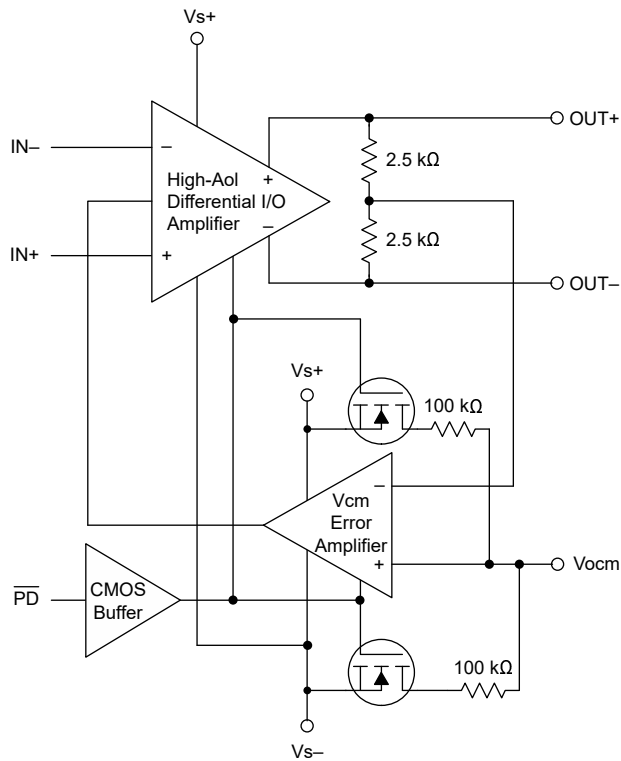 Vs+
OUT+
IN–
–
2.5 kΩ
High-Aol
Differential I/O
Amplifier
+
–
2.5 kΩ
IN+
+
OUT–
Vs+
100 kΩ
–
Vcm
Error
Amplifier
+
Vocm
PD
CMOS
Buffer
100 kΩ
Vs–